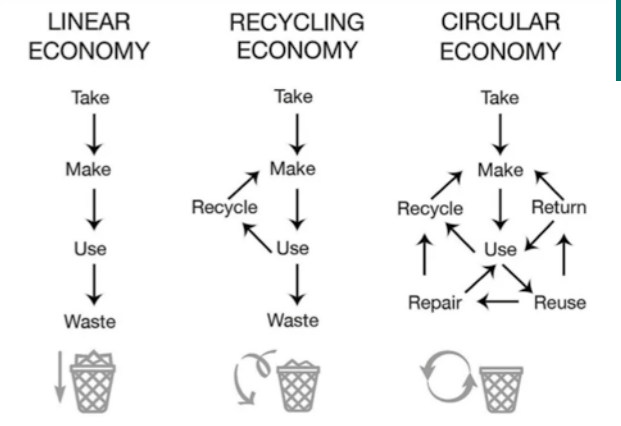 LINEAR
ECONOMY
Take
Make
Use
Waste
RECYCLING
ECONOMY
Take
Make
Recycle
Use
Waste
CIRCULAR
ECONOMY
Take
Make
Recycle
Return
Use
Repair
Reuse